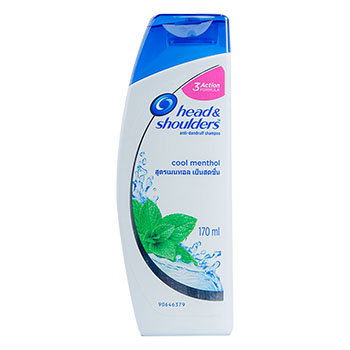 3 Action
FORMULA
head &
shoulders
anti-dandruff shampoo
cool menthol
สูตรเมนทอล เย็นสดชื่น
170 ml
90646379